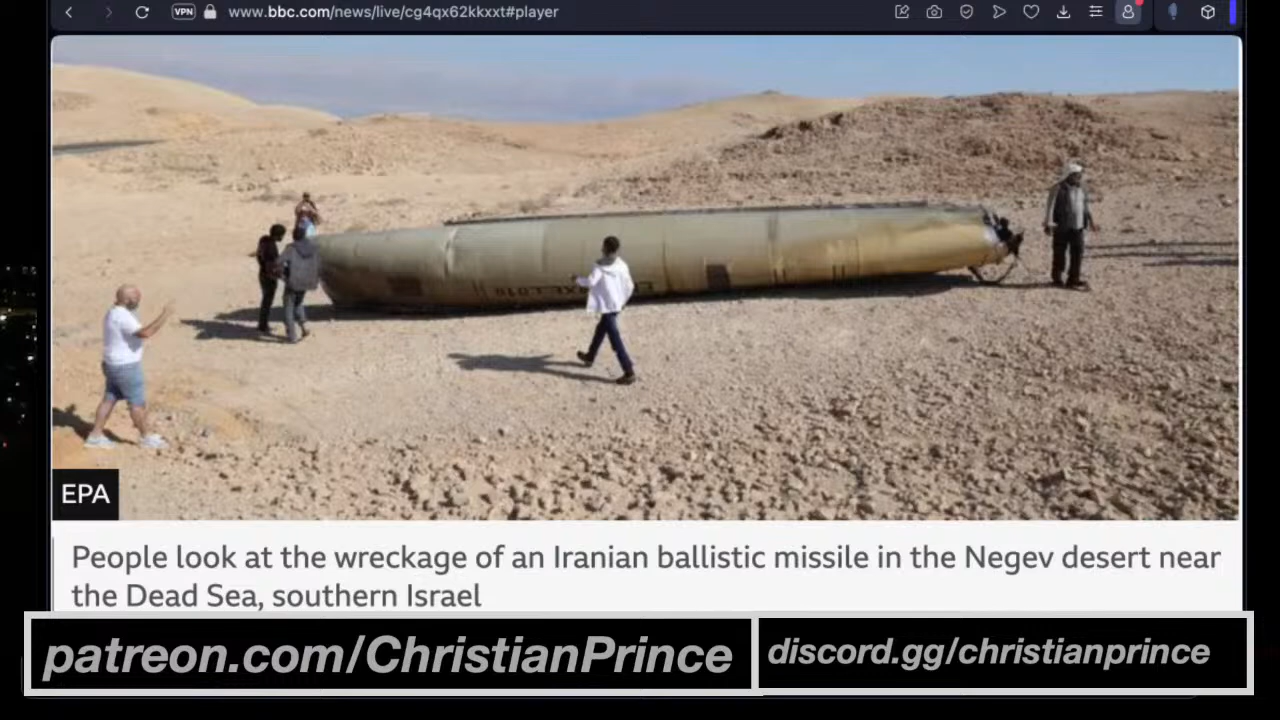 VPN
www.bbc.com/news/live/cg4qx62kkxxt#player
EPA
People look at the wreckage of an Iranian ballistic missile in the Negev desert near
the Dead Sea, southern Israel
patreon.com/ChristianPrince
discord.gg/christianprince